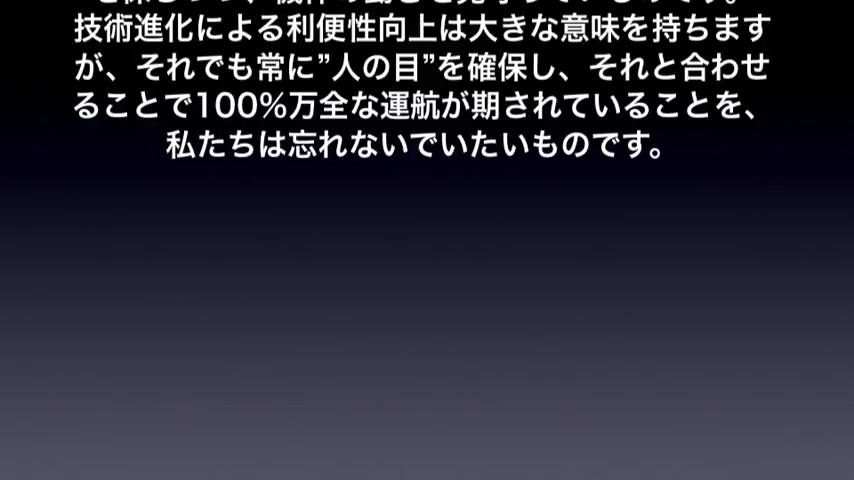 技術進化による利便性向上は大きな意味を持ちます
が、それでも常に”人の目”を確保し、それと合わせ
ることで100%万全な運航が期されていることを、
私たちは忘れないでいたいものです。